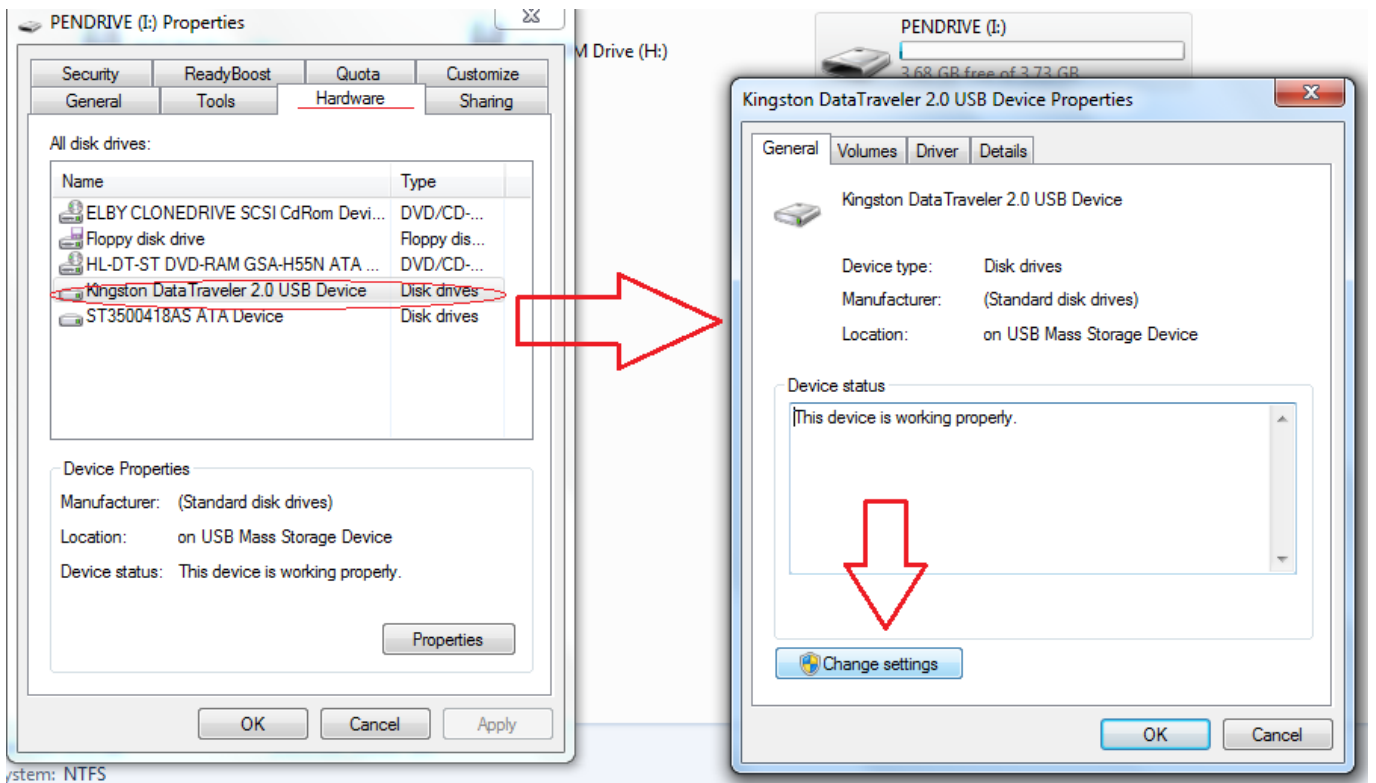 PENDRIVE (I:) Properties
Security ReadyBoost Quota Customize
General Tools Hardware Sharing
All disk drives:
Name Type
ELBY CLONEDRIVE SCSI CdRom Devi... DVD/CD-...
Floppy disk drive Floppy dis...
HL-DT-ST DVD-RAM GSA-H55N ATA ... DVD/CD-...
Kingston DataTraveler 2.0 USB Device Disk drives
ST3500418AS ATA Device Disk drives
Device Properties
Manufacturer: (Standard disk drives)
Location: on USB Mass Storage Device
Device status: This device is working properly.
Properties
OK Cancel Apply
ystem: NTFS
M Drive (H:)
PENDRIVE (I:)
3.68 GB free of 3.73 GB
Kingston DataTraveler 2.0 USB Device Properties
General Volumes Driver Details
Kingston DataTraveler 2.0 USB Device
Device type: Disk drives
Manufacturer: (Standard disk drives)
Location: on USB Mass Storage Device
Device status
This device is working properly.
Change settings
OK Cancel